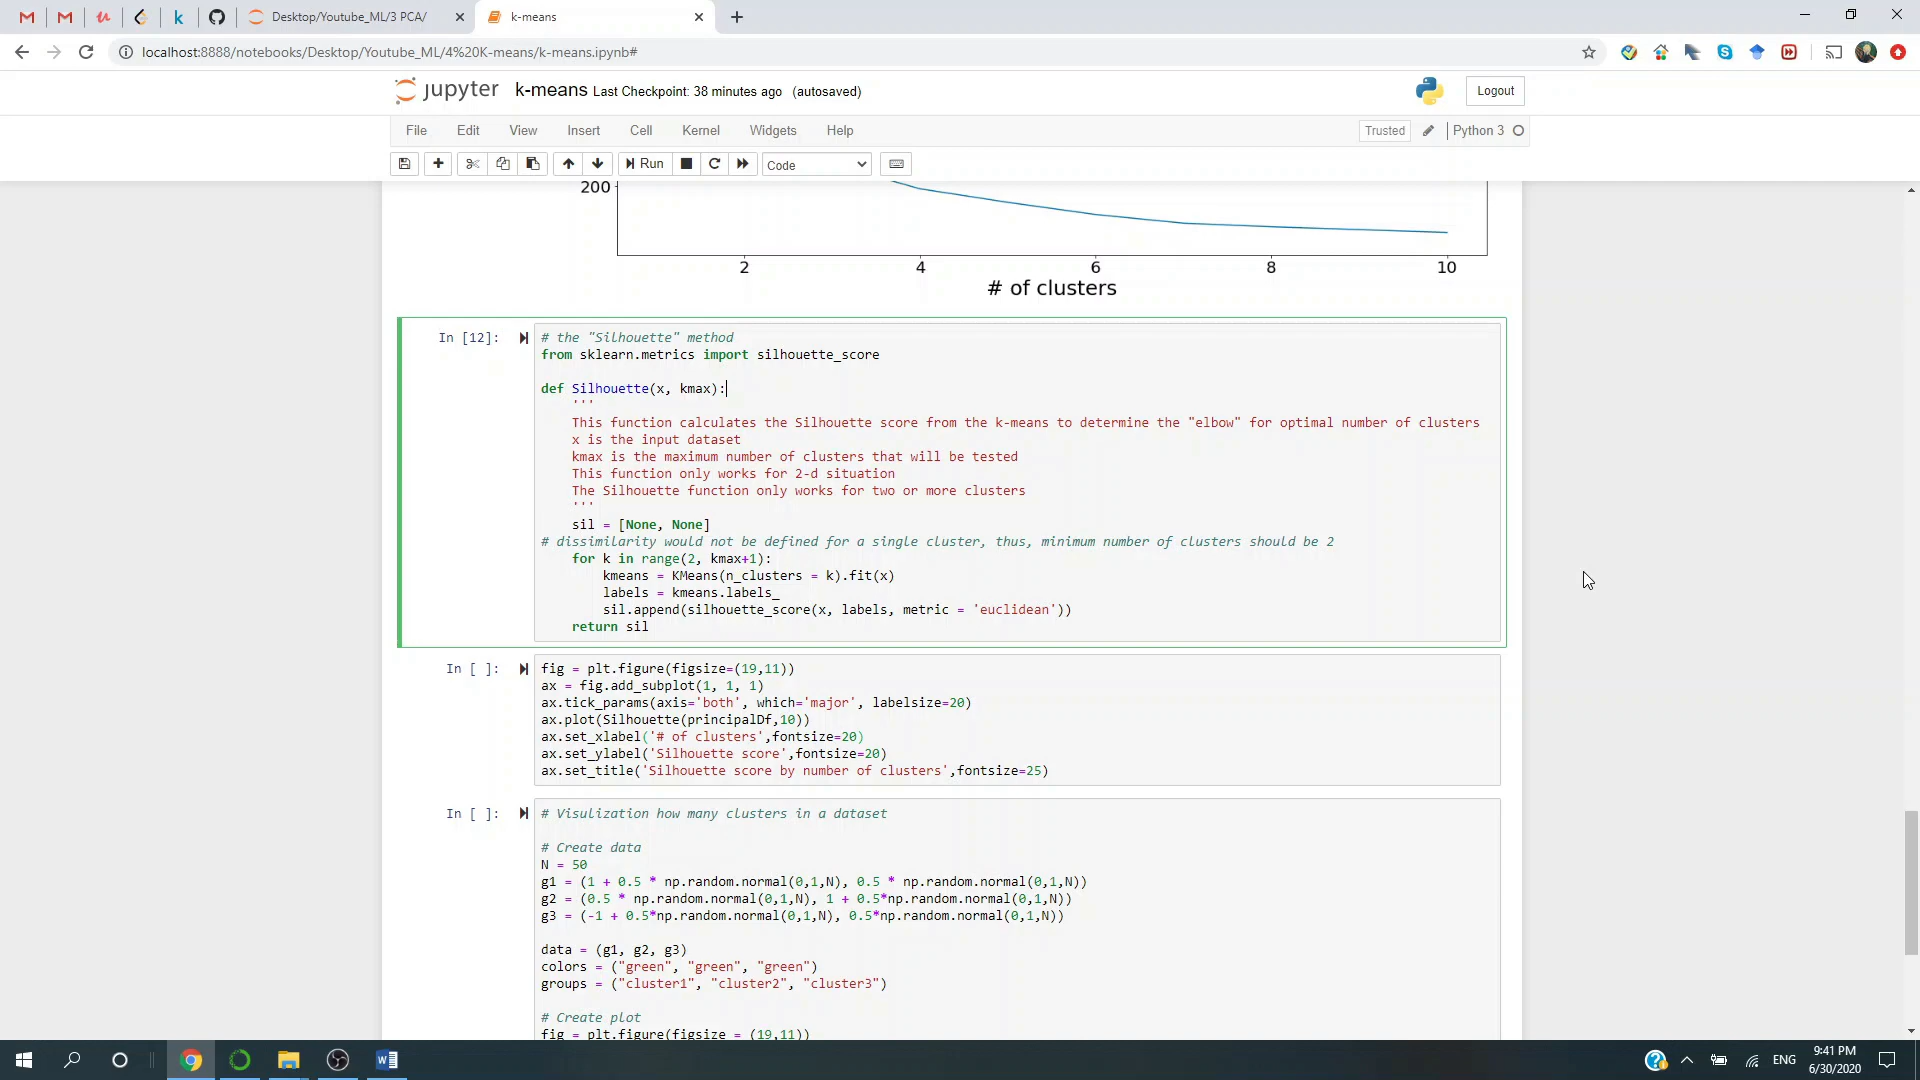 Desktop/Youtube_ML/3 PCA/
k-means
localhost:8888/notebooks/Desktop/Youtube_ML/4%20K-means/k-means.ipynb#
jupyter k-means Last Checkpoint: 38 minutes ago (autosaved)
Logout
File Edit View Insert Cell Kernel Widgets Help
Trusted Python 3
Run Code
200
2 4 6 8 10
# of clusters
In [12]:
# the "Silhouette" method
from sklearn.metrics import silhouette_score
def Silhouette(x, kmax):
'''
This function calculates the Silhouette score from the k-means to determine the "elbow" for optimal number of clusters
x is the input dataset
kmax is the maximum number of clusters that will be tested
This function only works for 2-d situation
The Silhouette function only works for two or more clusters
'''
sil = [None, None]
# dissimilarity would not be defined for a single cluster, thus, minimum number of clusters should be 2
for k in range(2, kmax+1):
kmeans = KMeans(n_clusters = k).fit(x)
labels = kmeans.labels_
sil.append(silhouette_score(x, labels, metric = 'euclidean'))
return sil
In [ ]:
fig = plt.figure(figsize=(19,11))
ax = fig.add_subplot(1, 1, 1)
ax.tick_params(axis='both', which='major', labelsize=20)
ax.plot(Silhouette(principalDf,10))
ax.set_xlabel('# of clusters',fontsize=20)
ax.set_ylabel('Silhouette score',fontsize=20)
ax.set_title('Silhouette score by number of clusters',fontsize=25)
In [ ]:
# Visulization how many clusters in a dataset
# Create data
N = 50
g1 = (1 + 0.5 * np.random.normal(0,1,N), 0.5 * np.random.normal(0,1,N))
g2 = (0.5 * np.random.normal(0,1,N), 1 + 0.5*np.random.normal(0,1,N))
g3 = (-1 + 0.5*np.random.normal(0,1,N), 0.5*np.random.normal(0,1,N))
data = (g1, g2, g3)
colors = ("green", "green", "green")
groups = ("cluster1", "cluster2", "cluster3")
# Create plot
fig = plt.figure(figsize = (19,11))
ENG
9:41 PM
6/30/2020